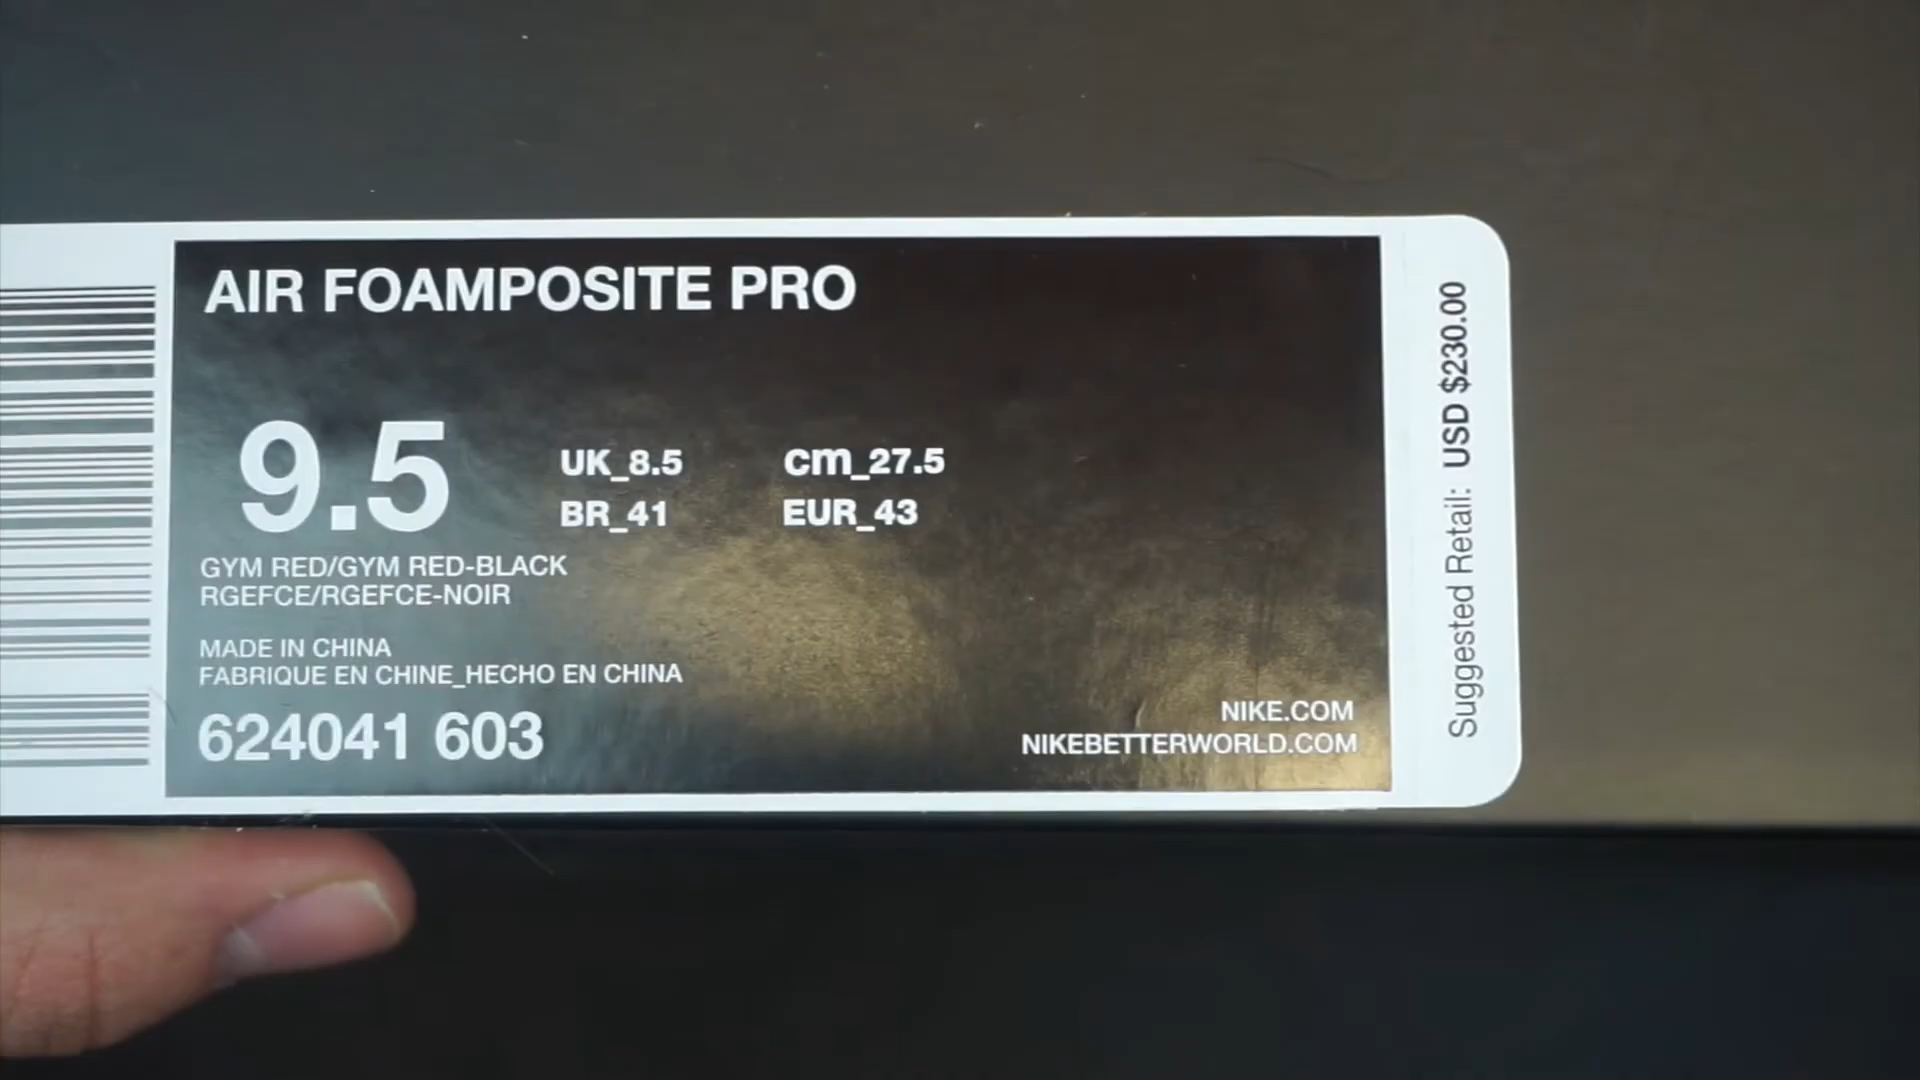 AIR FOAMPOSITE PRO
9.5
UK_8.5 cm_27.5
BR_41 EUR_43
GYM RED/GYM RED-BLACK
RGEFCE/RGEFCE-NOIR
MADE IN CHINA
FABRIQUE EN CHINE_HECHO EN CHINA
624041 603
NIKE.COM
NIKEBETTERWORLD.COM
Suggested Retail: USD $230.00